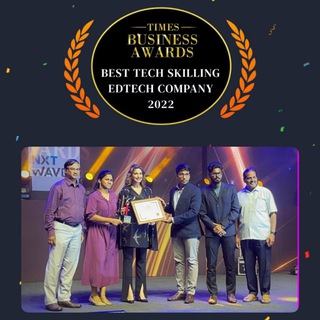 TIMES
BUSINESS
AWARDS
BEST TECH SKILLING
EDTECH COMPANY
2022
NXT
WAVE